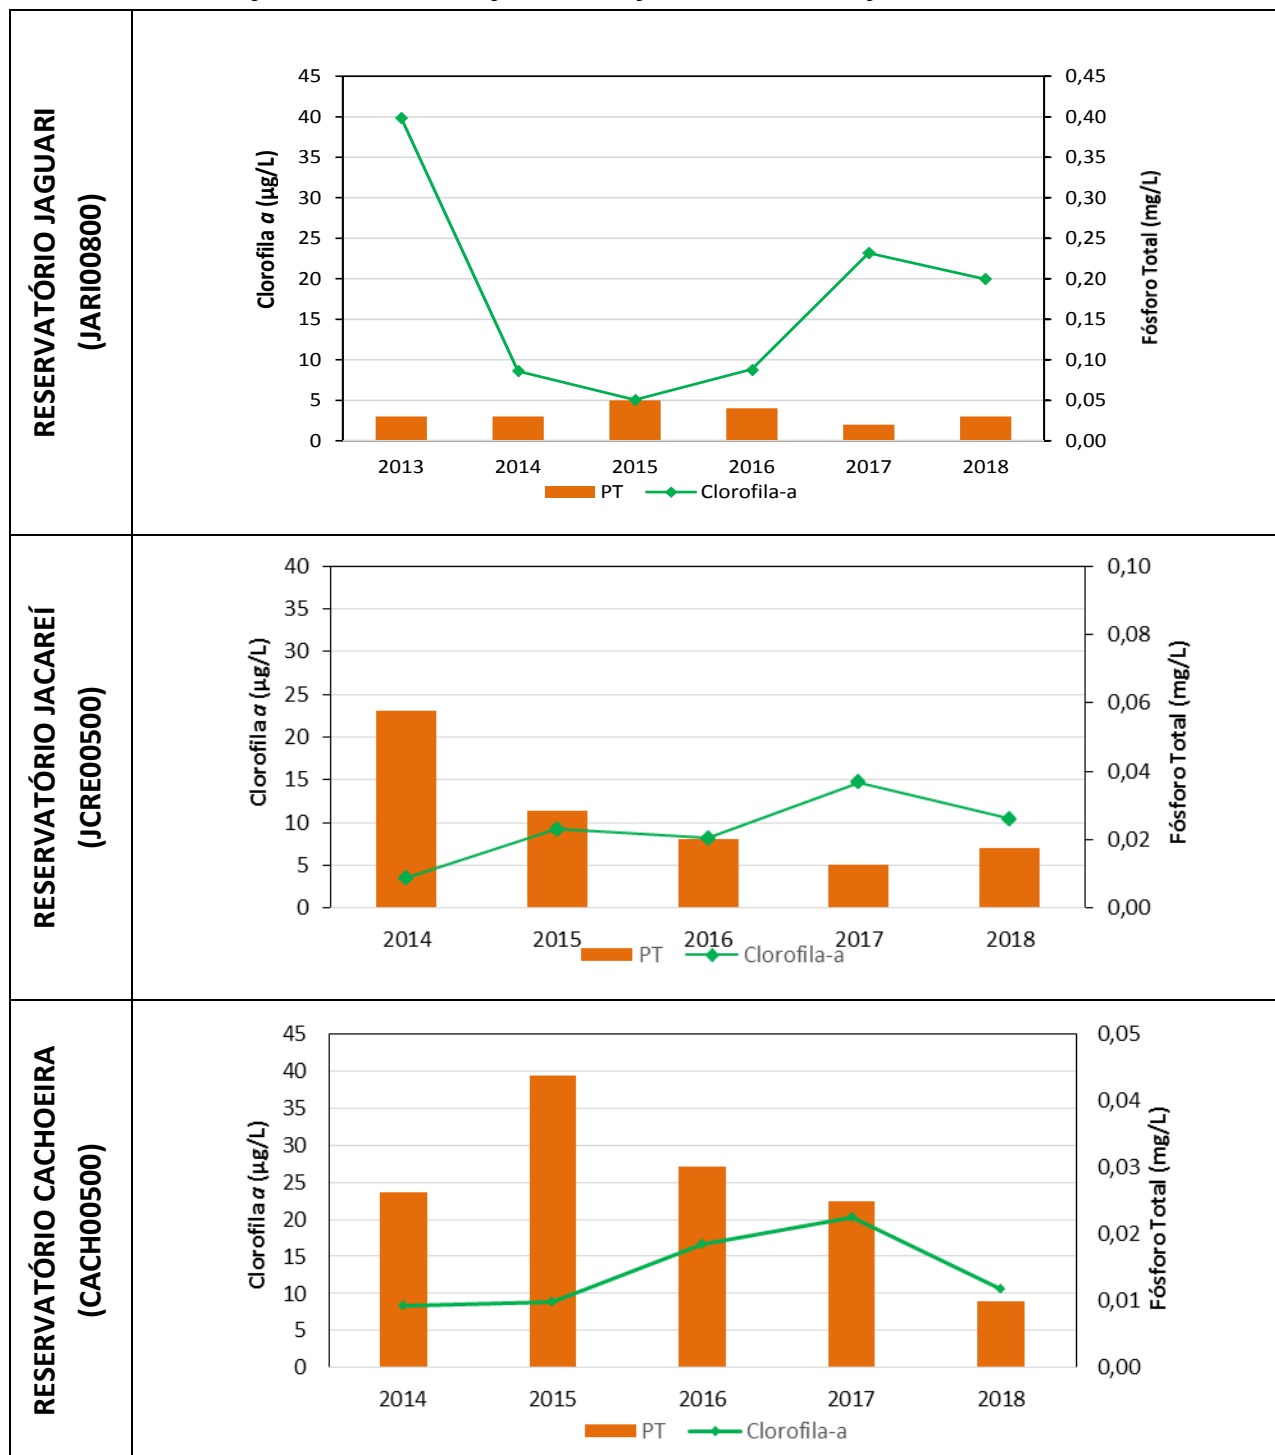 RESERVATÓRIO JAGUARI
(JARI00800)
Clorofila a (µg/L)
45
40
35
30
25
20
15
10
5
0
0,45
0,40
0,35
0,30
0,25
0,20
0,15
0,10
0,05
0,00
Fósforo Total (mg/L)
2013 2014 2015 2016 2017 2018
PT Clorofila-a
RESERVATÓRIO JACAREÍ
(JCRE00500)
Clorofila a (µg/L)
40
35
30
25
20
15
10
5
0
0,10
0,08
0,06
0,04
0,02
0,00
Fósforo Total (mg/L)
2014 2015 2016 2017 2018
PT Clorofila-a
RESERVATÓRIO CACHOEIRA
(CACH00500)
Clorofila a (µg/L)
45
40
35
30
25
20
15
10
5
0
0,05
0,04
0,03
0,02
0,01
0,00
Fósforo Total (mg/L)
2014 2015 2016 2017 2018
PT Clorofila-a